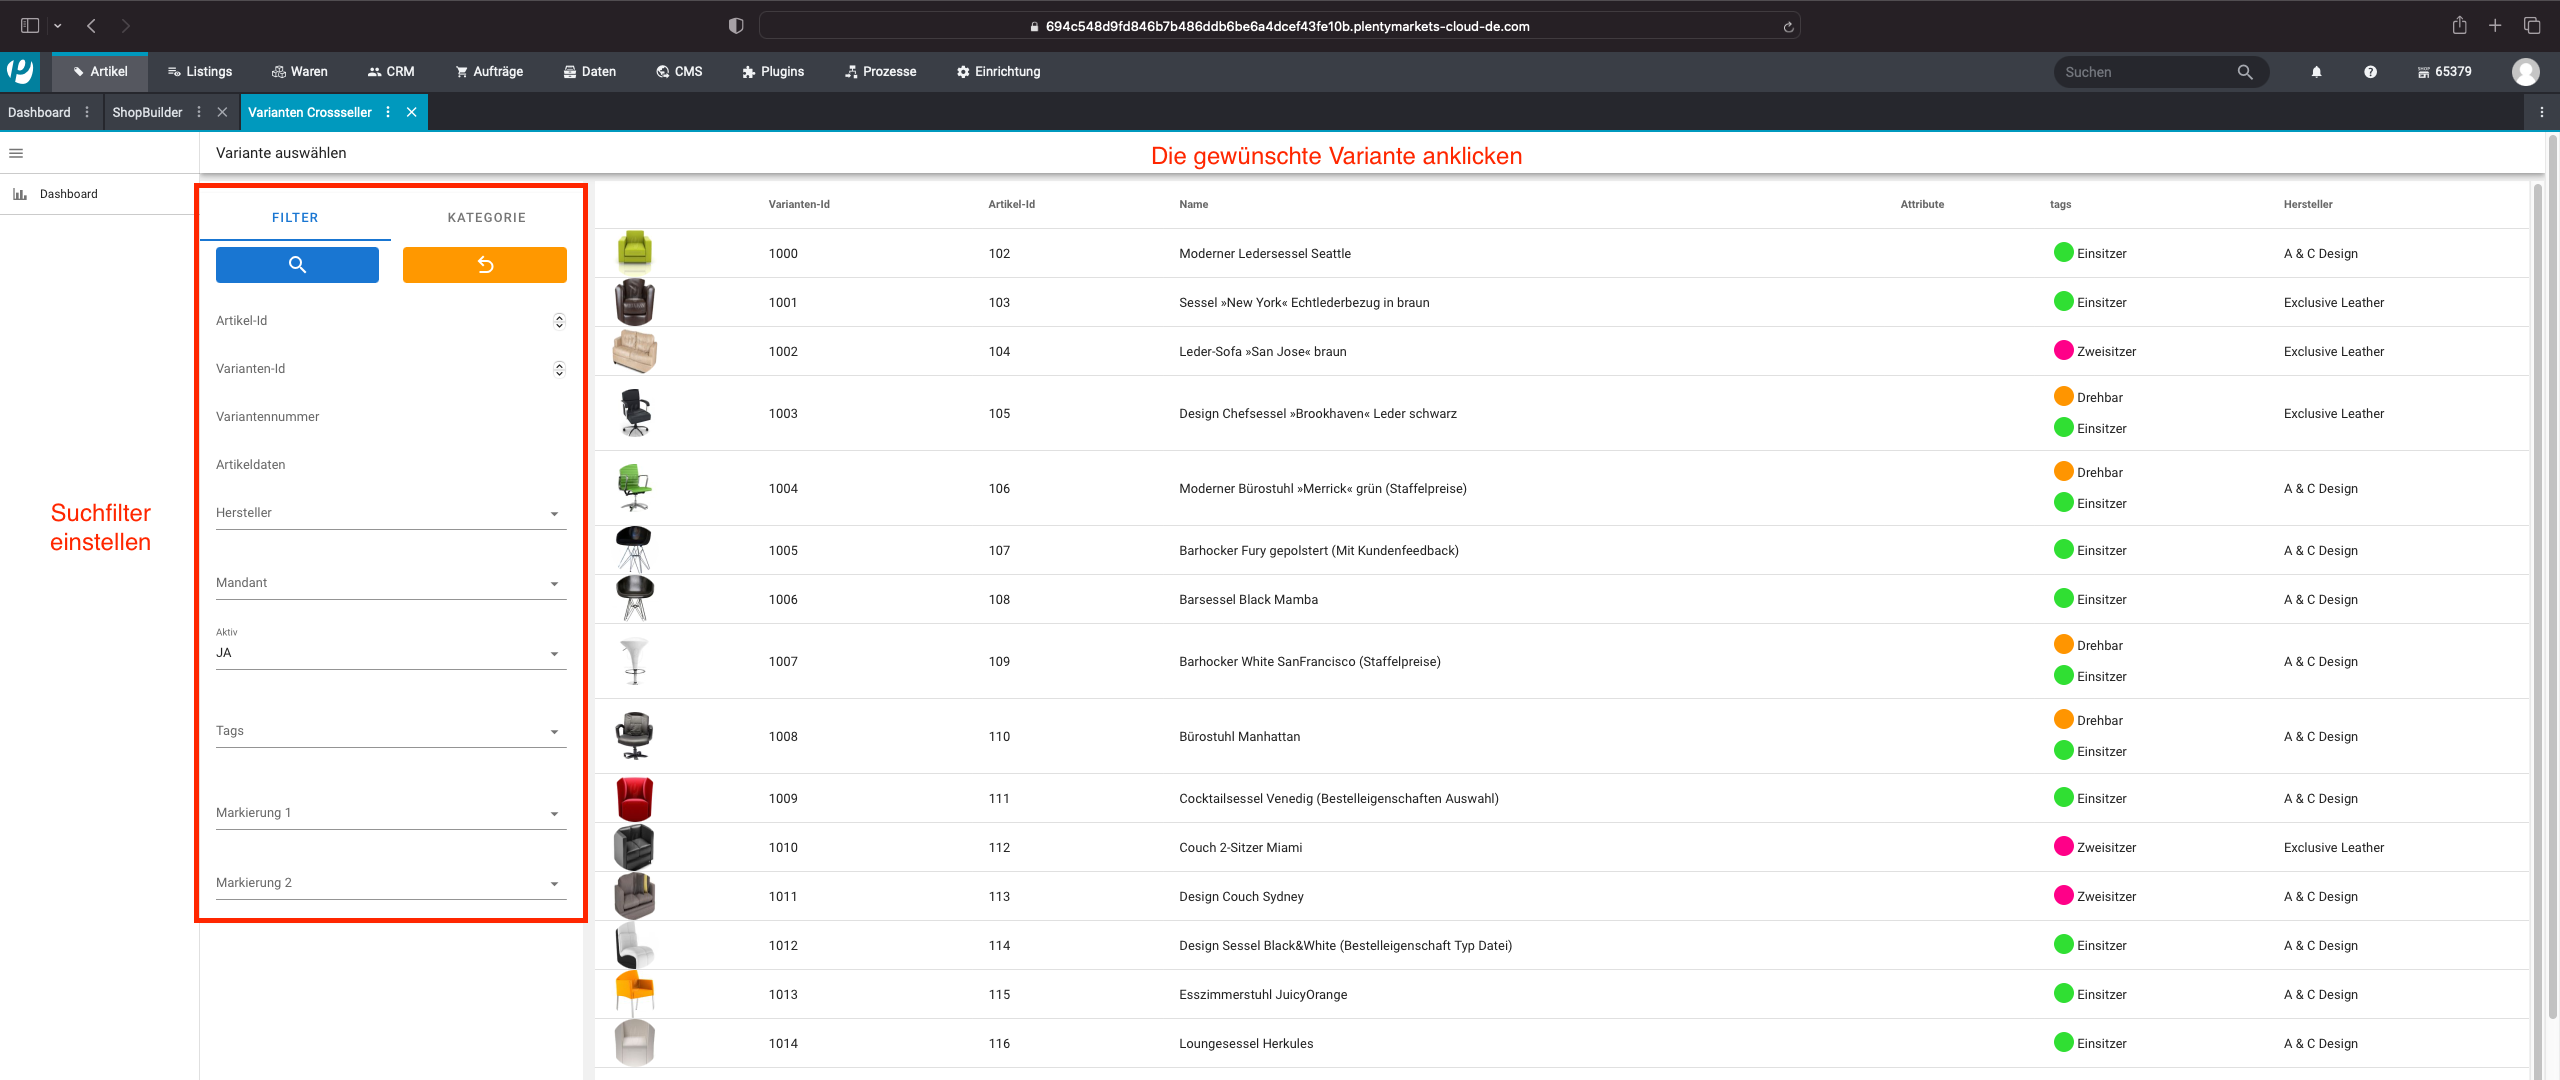 694c548d9fd846b7b486ddb6be6a4dcef43fe10b.plentymarkets-cloud-de.com
Artikel Listings Waren CRM Aufträge Daten CMS Plugins Prozesse Einrichtung Suchen 65379
Dashboard ShopBuilder Varianten Crossseller
Variante auswählen
Die gewünschte Variante anklicken
Dashboard
FILTER KATEGORIE
Artikel-Id
Varianten-Id
Variantennummer
Artikeldaten
Hersteller
Mandant
Aktiv
JA
Tags
Markierung 1
Markierung 2
Suchfilter
einstellen
Varianten-Id Artikel-Id Name Attribute tags Hersteller
1000 102 Moderner Ledersessel Seattle Einsitzer A & C Design
1001 103 Sessel »New York« Echtlederbezug in braun Einsitzer Exclusive Leather
1002 104 Leder-Sofa »San Jose« braun Zweisitzer Exclusive Leather
1003 105 Design Chefsessel »Brookhaven« Leder schwarz Drehbar Einsitzer Exclusive Leather
1004 106 Moderner Bürostuhl »Merrick« grün (Staffelpreise) Drehbar Einsitzer A & C Design
1005 107 Barhocker Fury gepolstert (Mit Kundenfeedback) Einsitzer A & C Design
1006 108 Barsessel Black Mamba Einsitzer A & C Design
1007 109 Barhocker White SanFrancisco (Staffelpreise) Drehbar Einsitzer A & C Design
1008 110 Bürostuhl Manhattan Drehbar Einsitzer A & C Design
1009 111 Cocktailsessel Venedig (Bestelleigenschaften Auswahl) Einsitzer A & C Design
1010 112 Couch 2-Sitzer Miami Zweisitzer Exclusive Leather
1011 113 Design Couch Sydney Zweisitzer A & C Design
1012 114 Design Sessel Black&White (Bestelleigenschaft Typ Datei) Einsitzer A & C Design
1013 115 Esszimmerstuhl JuicyOrange Einsitzer A & C Design
1014 116 Loungesessel Herkules Einsitzer A & C Design